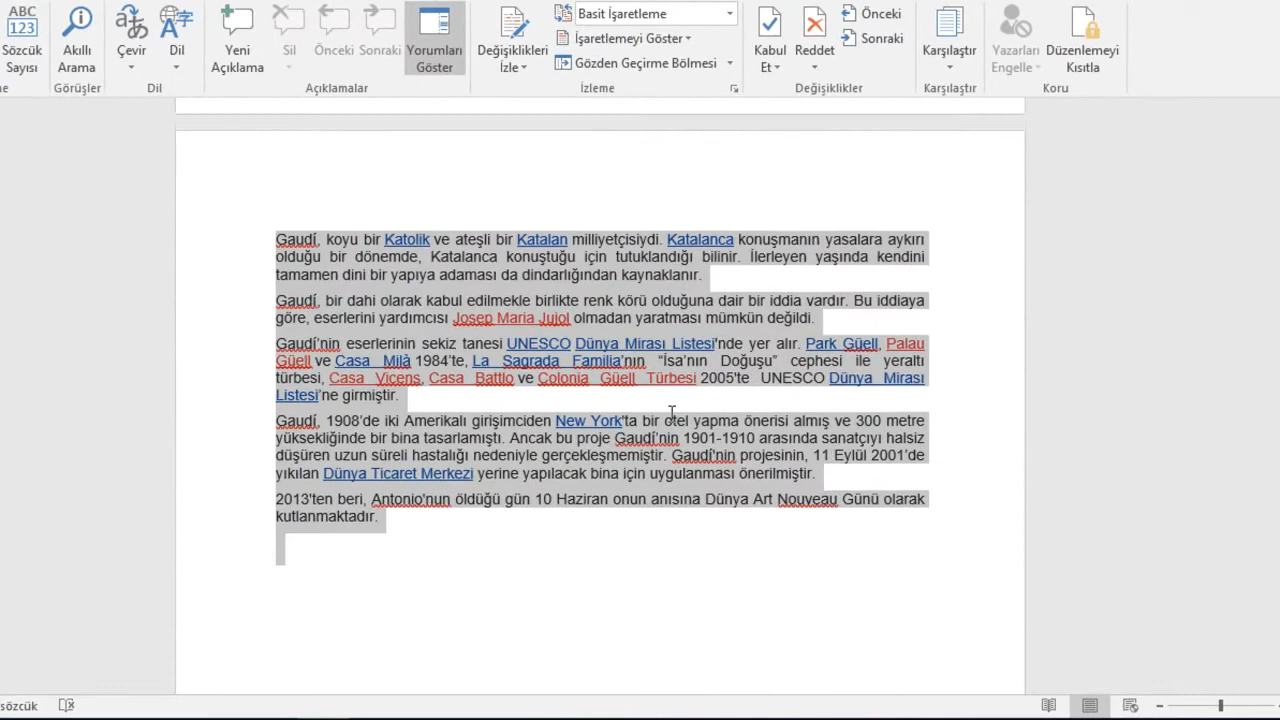 ABC
123
Sözcük
Sayısı
Akıllı
Arama
Çevir
Dil
Yeni
Açıklama
Sil
Önceki
Sonraki
Yorumları
Göster
Değişiklikleri
İzle
Basit İşaretleme
İşaretlemeyi Göster
Gözden Geçirme Bölmesi
Kabul
Et
Reddet
Önceki
Sonraki
Karşılaştır
Yazarları
Engelle
Düzenlemeyi
Kısıtla
Görüşler
Dil
Açıklamalar
İzleme
Değişiklikler
Karşılaştır
Koru
Gaudí, koyu bir Katolik ve ateşli bir Katalan milliyetçisiydi. Katalanca konuşmanın yasalara aykırı
olduğu bir dönemde, Katalanca konuştuğu için tutuklandığı bilinir. İlerleyen yaşında kendini
tamamen dini bir yapıya adaması da dindarlığından kaynaklanır.
Gaudí, bir dahi olarak kabul edilmekle birlikte renk körü olduğuna dair bir iddia vardır. Bu iddiaya
göre, eserlerini yardımcısı Josep Maria Jujol olmadan yaratması mümkün değildi.
Gaudí’nin eserlerinin sekiz tanesi UNESCO Dünya Mirası Listesi'nde yer alır. Park Güell, Palau
Güell ve Casa Milà 1984’te, La Sagrada Familia’nın “İsa’nın Doğuşu” cephesi ile yeraltı
türbesi, Casa Vicens, Casa Battlo ve Colonia Güell Türbesi 2005'te UNESCO Dünya Mirası
Listesi’ne girmiştir.
Gaudí, 1908’de iki Amerikalı girişimciden New York'ta bir otel yapma önerisi almış ve 300 metre
yüksekliğinde bir bina tasarlamıştı. Ancak bu proje Gaudí’nin 1901-1910 arasında sanatçıyı halsiz
düşüren uzun süreli hastalığı nedeniyle gerçekleşmemiştir. Gaudí'nin projesinin, 11 Eylül 2001’de
yıkılan Dünya Ticaret Merkezi yerine yapılacak bina için uygulanması önerilmiştir.
2013'ten beri, Antonio'nun öldüğü gün 10 Haziran onun anısına Dünya Art Nouveau Günü olarak
kutlanmaktadır.
sözcük